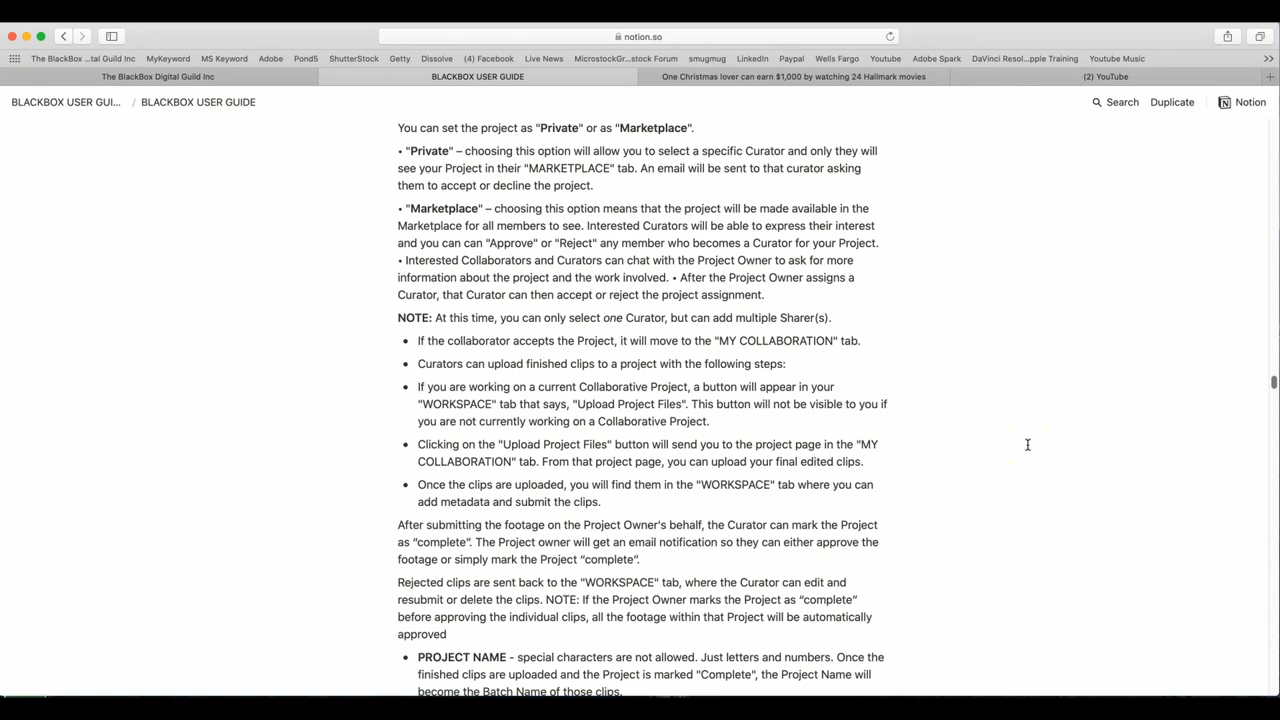 notion.so
The BlackBox ...tal Guild Inc MyKeyword MS Keyword Adobe Pond5 ShutterStock Getty Dissolve (4) Facebook Live News MicrostockGr...stock Forum smugmug LinkedIn Paypal Wells Fargo Youtube Adobe Spark DaVinci Resol...pple Training Youtube Music
The BlackBox Digital Guild Inc BLACKBOX USER GUIDE One Christmas lover can earn $1,000 by watching 24 Hallmark movies (2) YouTube
BLACKBOX USER GUI... / BLACKBOX USER GUIDE Search Duplicate Notion
You can set the project as "Private" or as "Marketplace".
• "Private" – choosing this option will allow you to select a specific Curator and only they will
see your Project in their "MARKETPLACE" tab. An email will be sent to that curator asking
them to accept or decline the project.
• "Marketplace" – choosing this option means that the project will be made available in the
Marketplace for all members to see. Interested Curators will be able to express their interest
and you can can "Approve" or "Reject" any member who becomes a Curator for your Project.
• Interested Collaborators and Curators can chat with the Project Owner to ask for more
information about the project and the work involved. • After the Project Owner assigns a
Curator, that Curator can then accept or reject the project assignment.
NOTE: At this time, you can only select one Curator, but can add multiple Sharer(s).
• If the collaborator accepts the Project, it will move to the "MY COLLABORATION" tab.
• Curators can upload finished clips to a project with the following steps:
• If you are working on a current Collaborative Project, a button will appear in your
"WORKSPACE" tab that says, "Upload Project Files". This button will not be visible to you if
you are not currently working on a Collaborative Project.
• Clicking on the "Upload Project Files" button will send you to the project page in the "MY
COLLABORATION" tab. From that project page, you can upload your final edited clips.
• Once the clips are uploaded, you will find them in the "WORKSPACE" tab where you can
add metadata and submit the clips.
After submitting the footage on the Project Owner's behalf, the Curator can mark the Project
as “complete”. The Project owner will get an email notification so they can either approve the
footage or simply mark the Project “complete”.
Rejected clips are sent back to the "WORKSPACE" tab, where the Curator can edit and
resubmit or delete the clips. NOTE: If the Project Owner marks the Project as “complete”
before approving the individual clips, all the footage within that Project will be automatically
approved
• PROJECT NAME - special characters are not allowed. Just letters and numbers. Once the
finished clips are uploaded and the Project is marked "Complete", the Project Name will
become the Batch Name of those clips.